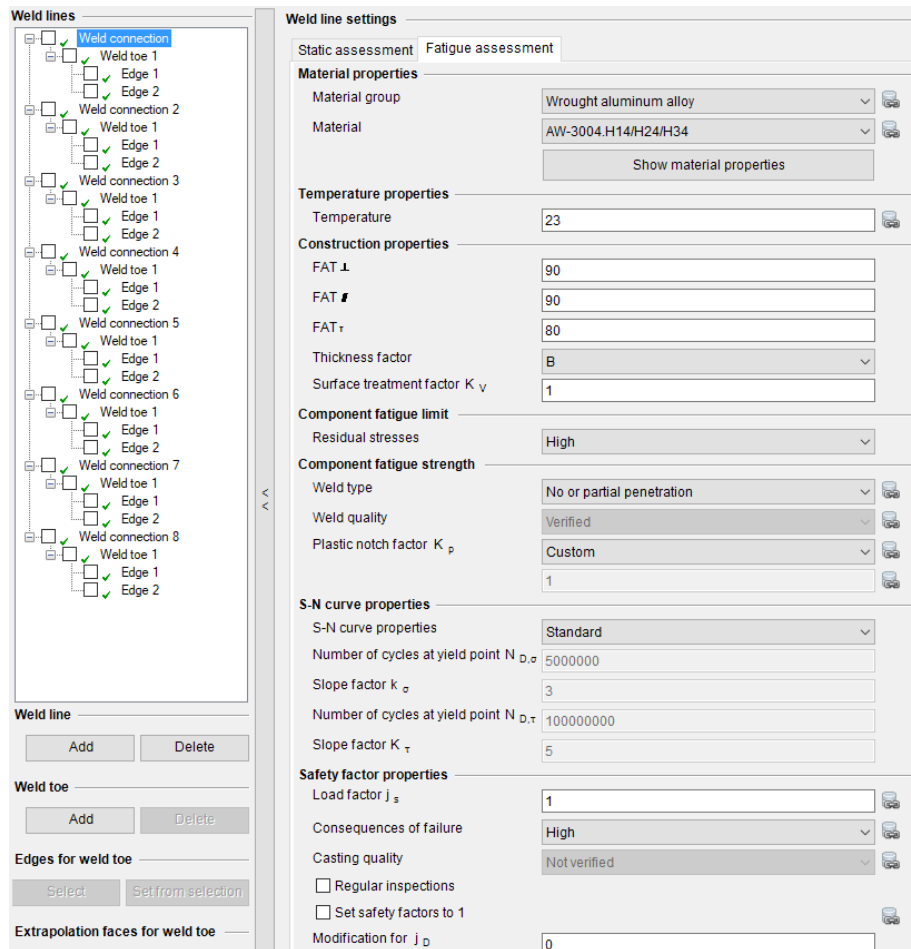 Weld lines
Weld connection
Weld toe 1
Edge 1
Edge 2
Weld connection 2
Weld toe 1
Edge 1
Edge 2
Weld connection 3
Weld toe 1
Edge 1
Edge 2
Weld connection 4
Weld toe 1
Edge 1
Edge 2
Weld connection 5
Weld toe 1
Edge 1
Edge 2
Weld connection 6
Weld toe 1
Edge 1
Edge 2
Weld connection 7
Weld toe 1
Edge 1
Edge 2
Weld connection 8
Weld toe 1
Edge 1
Edge 2
Weld line
Add Delete
Weld toe
Add Delete
Edges for weld toe
Select Set from selection
Extrapolation faces for weld toe
<
<
Weld line settings
Static assessment Fatigue assessment
Material properties
Material group Wrought aluminum alloy
Material AW-3004.H14/H24/H34
Show material properties
Temperature properties
Temperature 23
Construction properties
FAT ⊥ 90
FAT // 90
FAT τ 80
Thickness factor B
Surface treatment factor K V 1
Component fatigue limit
Residual stresses High
Component fatigue strength
Weld type No or partial penetration
Weld quality Verified
Plastic notch factor K p Custom
1
S-N curve properties
S-N curve properties Standard
Number of cycles at yield point N D,σ 5000000
Slope factor k σ 3
Number of cycles at yield point N D,τ 100000000
Slope factor K τ 5
Safety factor properties
Load factor j s 1
Consequences of failure High
Casting quality Not verified
Regular inspections
Set safety factors to 1
Modification for j D 0